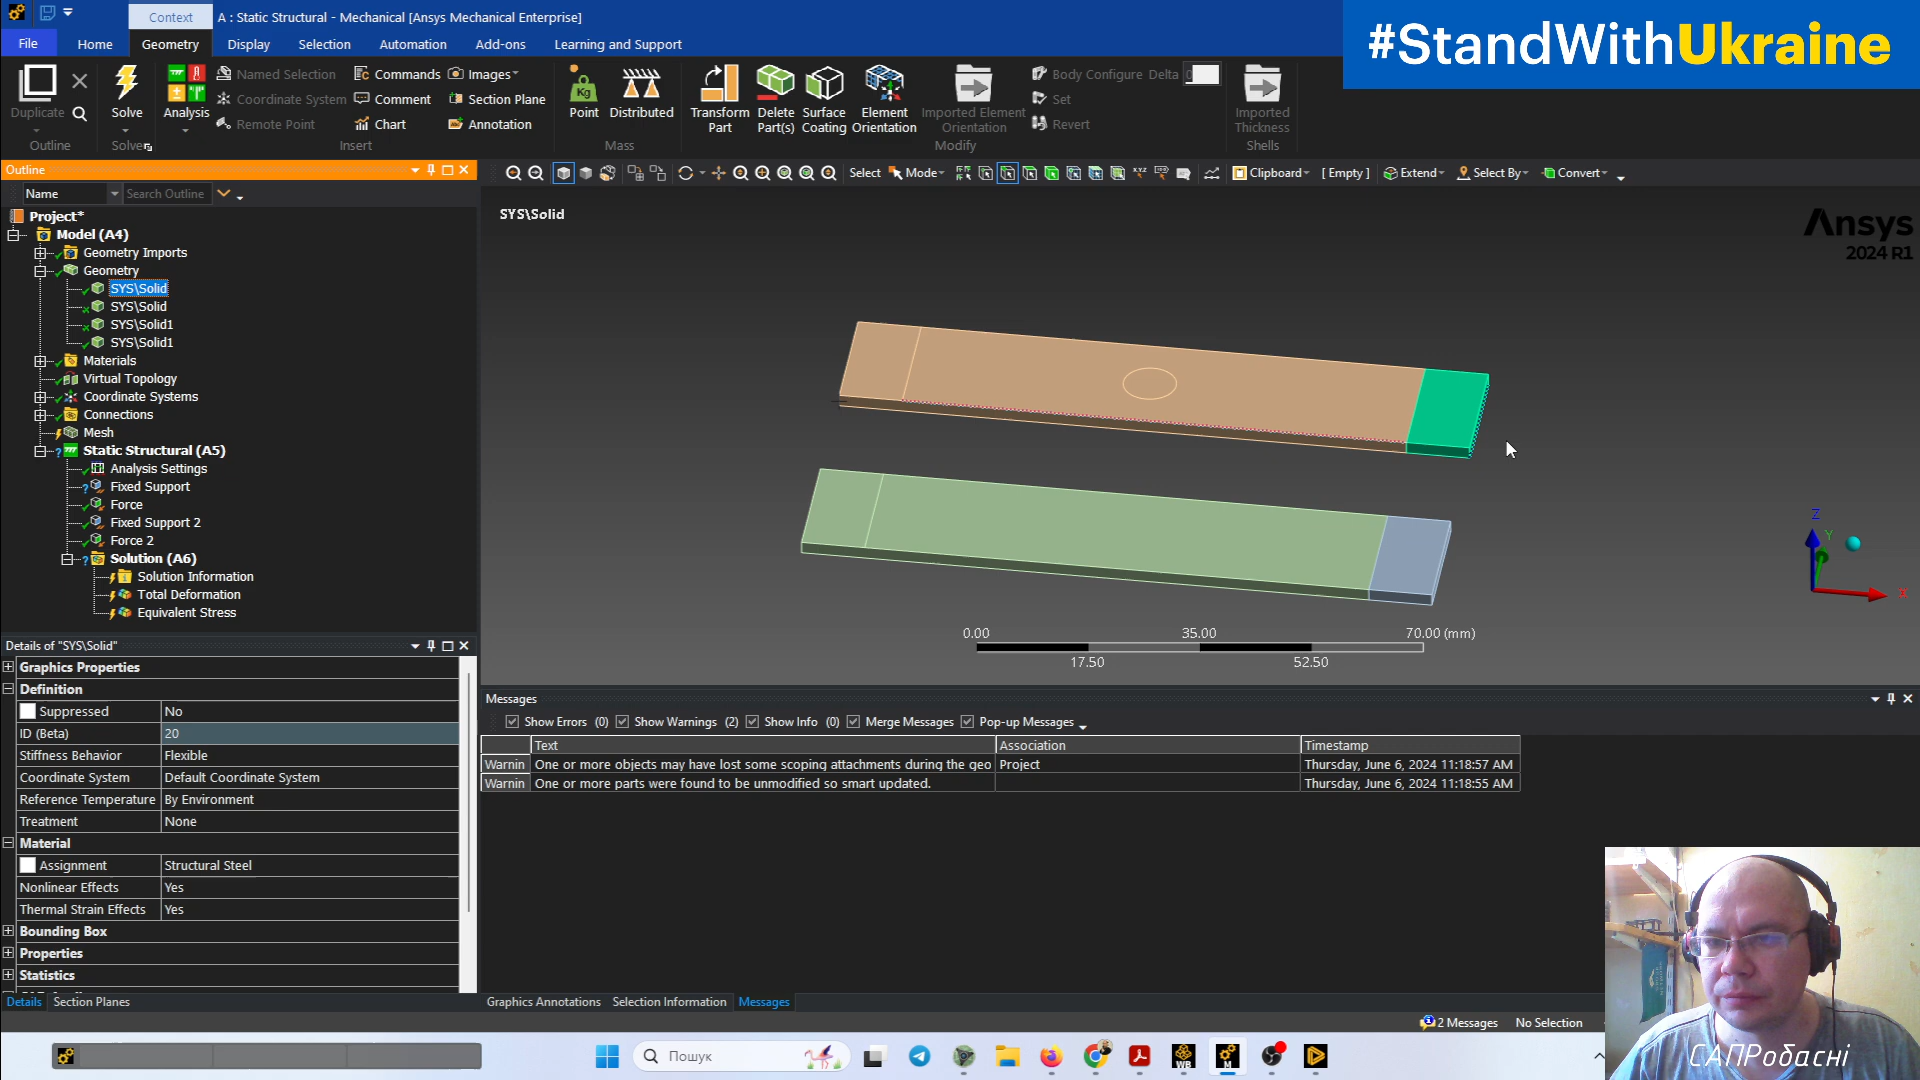 Context
A : Static Structural - Mechanical [Ansys Mechanical Enterprise]
#StandWithUkraine
File
Home
Geometry
Display
Selection
Automation
Add-ons
Learning and Support
Duplicate
Outline
Solve
Solve
Analysis
Named Selection
Coordinate System
Remote Point
Commands
Comment
Chart
Images
Section Plane
Annotation
Insert
Kg
Point
Distributed
Mass
Transform Part
Delete Part(s)
Surface Coating
Element Orientation
Imported Element Orientation
Modify
Body Configure Delta
Set
Revert
Imported Thickness
Shells
Outline
Name
Search Outline
Select
Mode
Clipboard
[ Empty ]
Extend
Select By
Convert
Project*
Model (A4)
Geometry Imports
Geometry
SYS\Solid
SYS\Solid
SYS\Solid1
SYS\Solid1
Materials
Virtual Topology
Coordinate Systems
Connections
Mesh
Static Structural (A5)
Analysis Settings
Fixed Support
Force
Fixed Support 2
Force 2
Solution (A6)
Solution Information
Total Deformation
Equivalent Stress
SYS\Solid
Ansys
2024 R1
Z
Y
X
0.00 35.00 70.00 (mm)
17.50 52.50
Details of "SYS\Solid"
Graphics Properties
Definition
Suppressed No
ID (Beta) 20
Stiffness Behavior Flexible
Coordinate System Default Coordinate System
Reference Temperature By Environment
Treatment None
Material
Assignment Structural Steel
Nonlinear Effects Yes
Thermal Strain Effects Yes
Bounding Box
Properties
Statistics
Details
Section Planes
Messages
Show Errors (0) Show Warnings (2) Show Info (0) Merge Messages Pop-up Messages
Text Association Timestamp
Warnin One or more objects may have lost some scoping attachments during the geo Project Thursday, June 6, 2024 11:18:57 AM
Warnin One or more parts were found to be unmodified so smart updated. Thursday, June 6, 2024 11:18:55 AM
Graphics Annotations
Selection Information
Messages
2 Messages
No Selection
Пошук
WB
M
САПРобасні